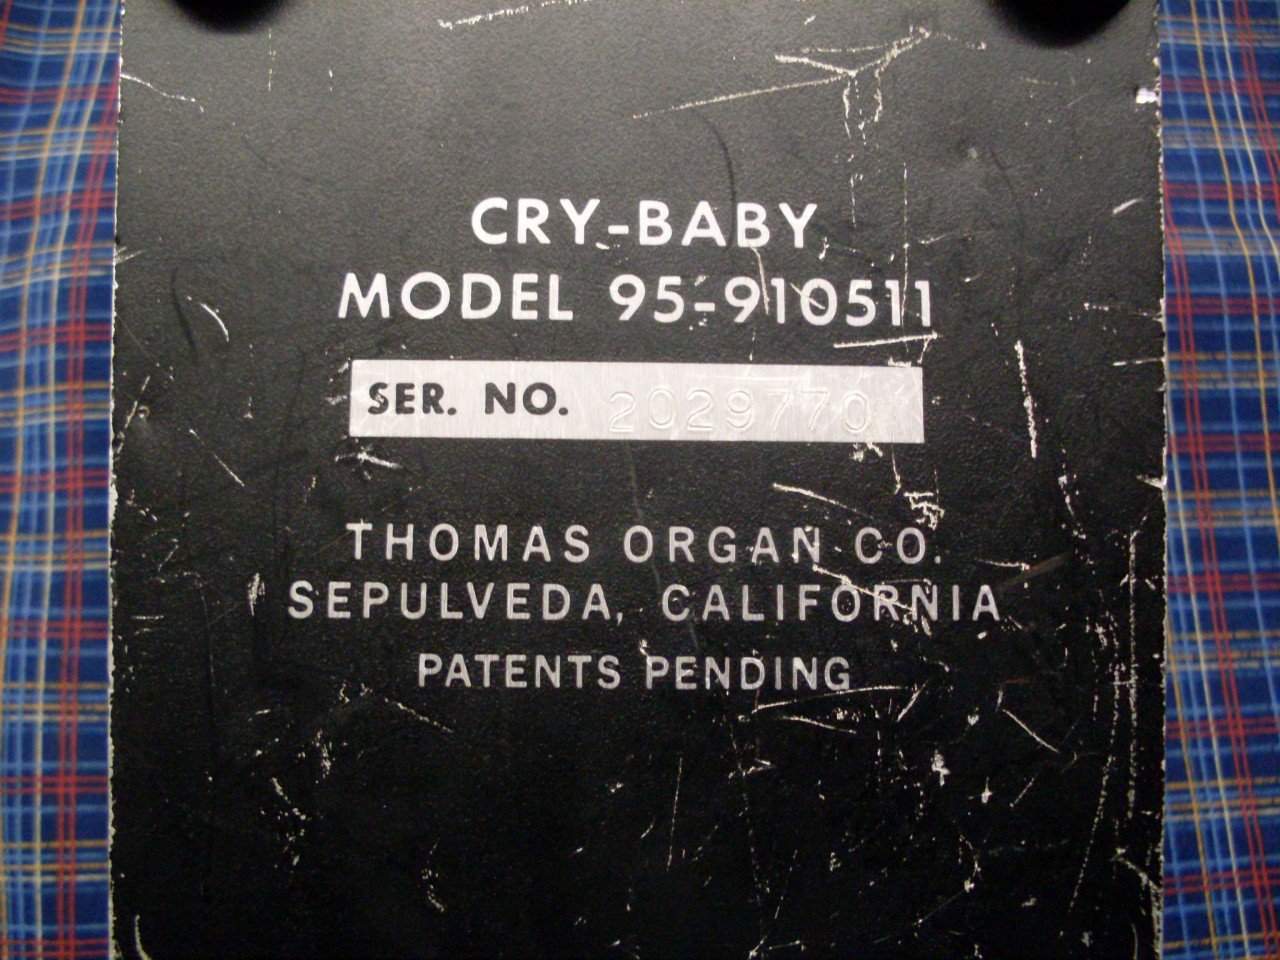 CRY-BABY
MODEL 95-910511
SER. NO. 2029770
THOMAS ORGAN CO.
SEPULVEDA, CALIFORNIA
PATENTS PENDING